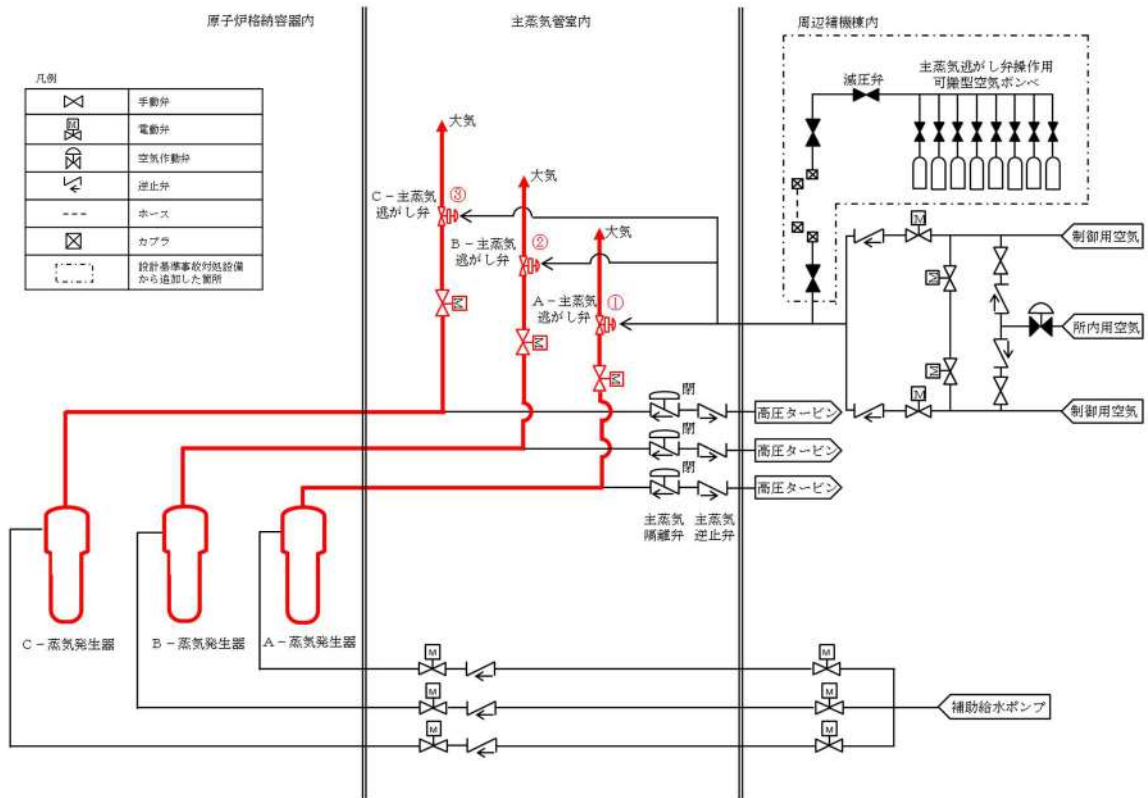 原子炉格納容器内
主蒸気管室内
周辺補機棟内
凡例
手動弁
M
電動弁
空気作動弁
逆止弁
ホース
カプラ
設計基準事故対処設備
から追加した箇所
減圧弁
主蒸気逃がし弁操作用
可搬型空気ボンベ
大気
③
C-主蒸気
逃がし弁
大気
②
B-主蒸気
逃がし弁
大気
①
A-主蒸気
逃がし弁
M
M
M
M
制御用空気
M
所内用空気
M
M
制御用空気
閉
高圧タービン
閉
高圧タービン
閉
高圧タービン
主蒸気
隔離弁
主蒸気
逆止弁
C-蒸気発生器
B-蒸気発生器
A-蒸気発生器
M
M
M
M
補助給水ポンプ
M
M